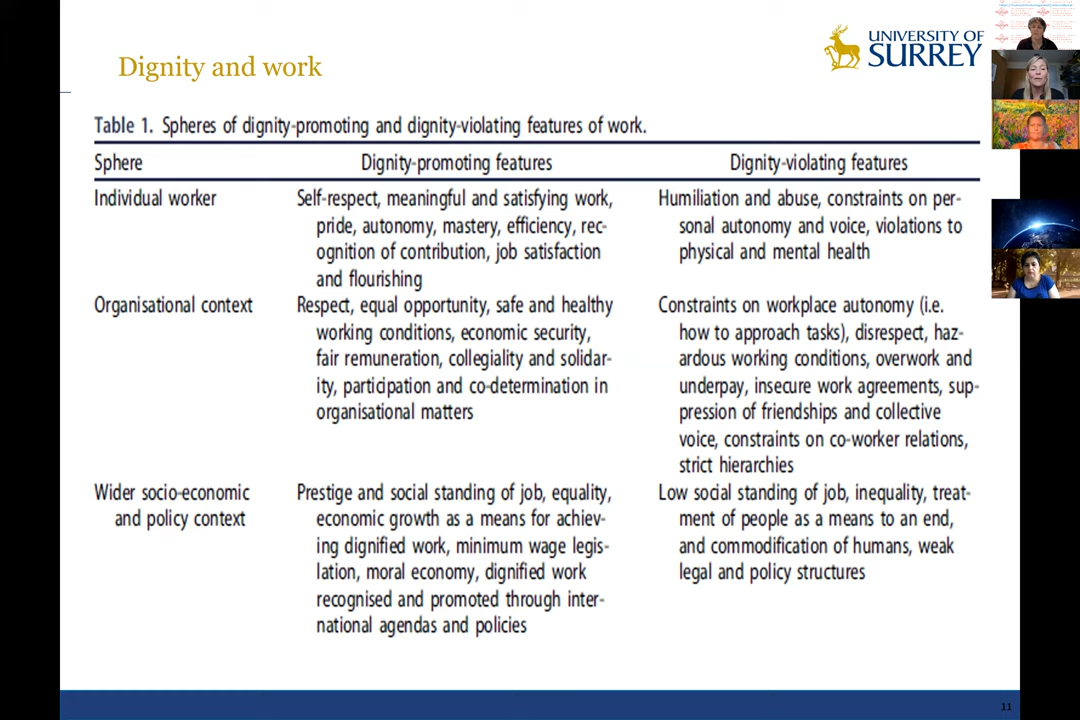 Dignity and work
UNIVERSITY OF
SURREY
Table 1. Spheres of dignity-promoting and dignity-violating features of work.
Sphere Dignity-promoting features Dignity-violating features
Individual worker
Self-respect, meaningful and satisfying work,
pride, autonomy, mastery, efficiency, rec-
ognition of contribution, job satisfaction
and flourishing
Humiliation and abuse, constraints on per-
sonal autonomy and voice, violations to
physical and mental health
Organisational context
Respect, equal opportunity, safe and healthy
working conditions, economic security,
fair remuneration, collegiality and solidar-
ity, participation and co-determination in
organisational matters
Constraints on workplace autonomy (i.e.
how to approach tasks), disrespect, haz-
ardous working conditions, overwork and
underpay, insecure work agreements, sup-
pression of friendships and collective
voice, constraints on co-worker relations,
strict hierarchies
Wider socio-economic
and policy context
Prestige and social standing of job, equality,
economic growth as a means for achiev-
ing dignified work, minimum wage legis-
lation, moral economy, dignified work
recognised and promoted through inter-
national agendas and policies
Low social standing of job, inequality, treat-
ment of people as a means to an end,
and commodification of humans, weak
legal and policy structures
11